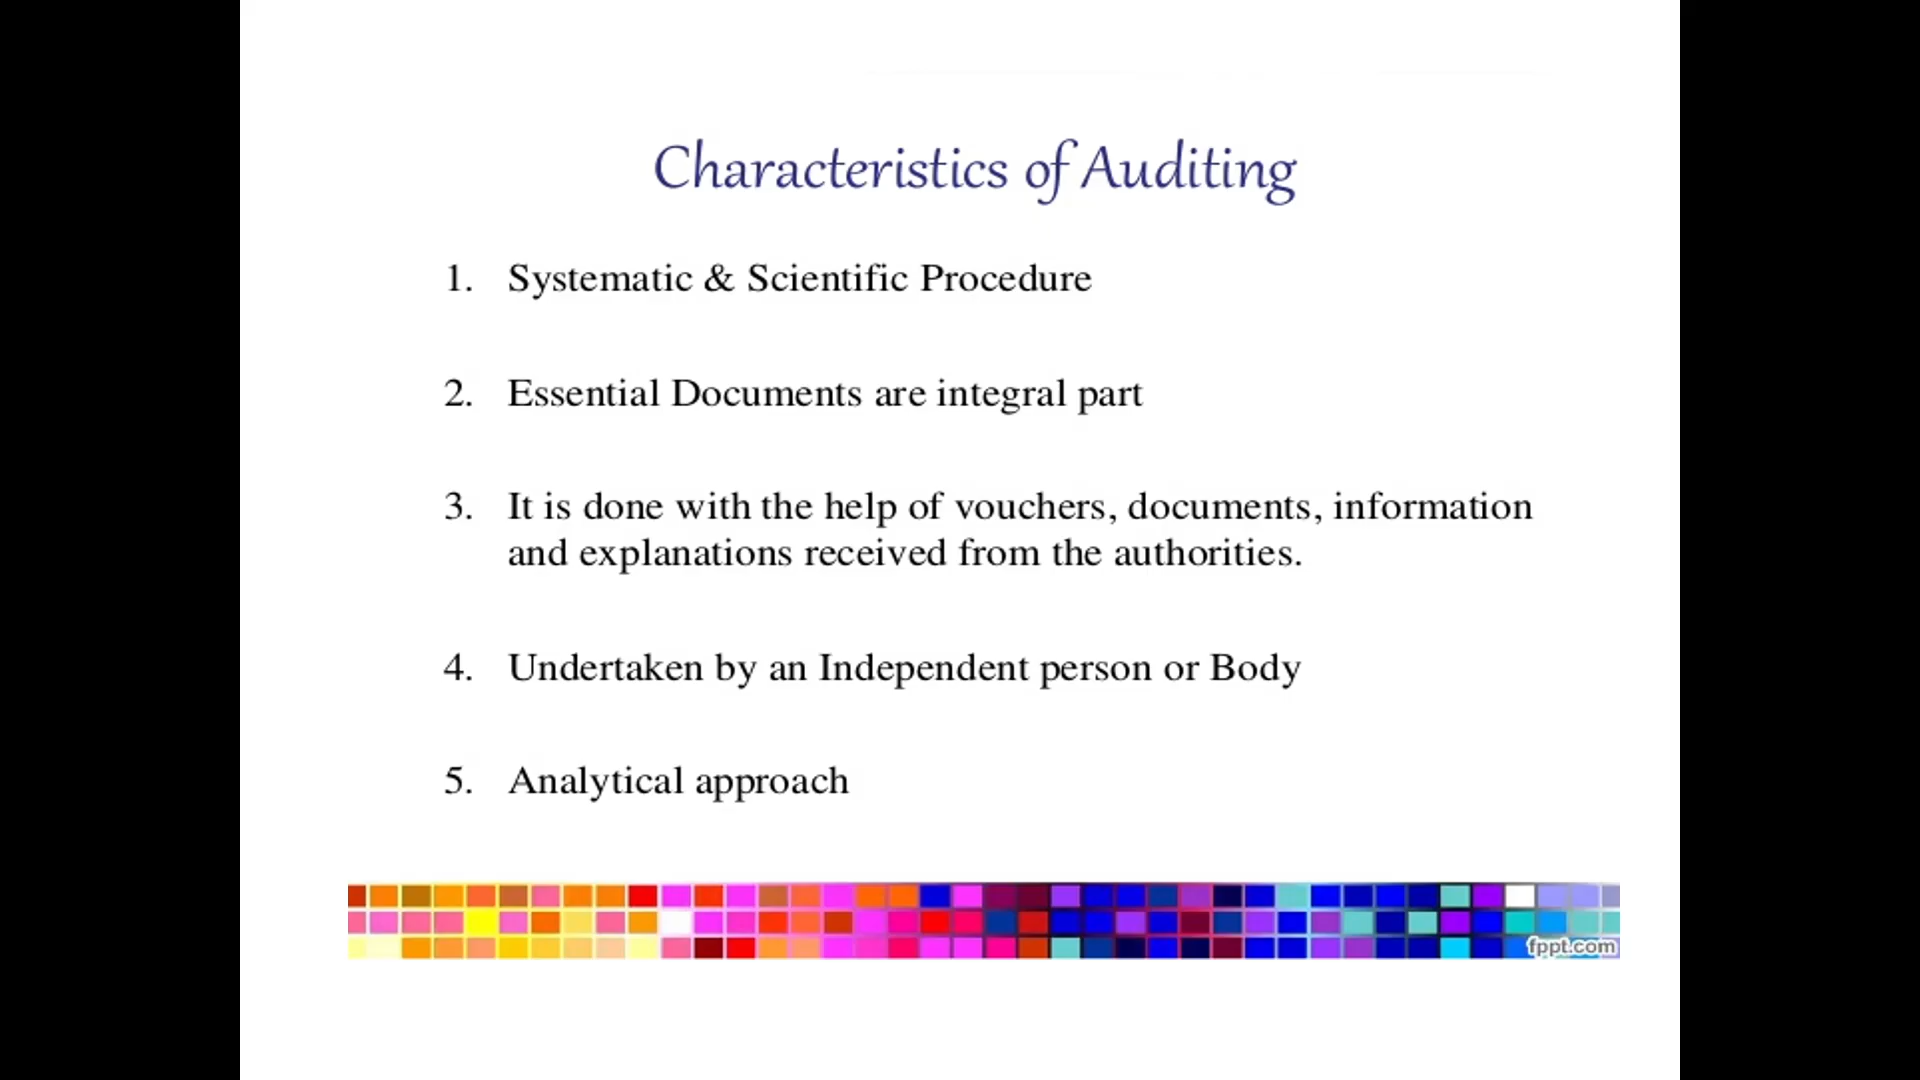 Characteristics of Auditing
1. Systematic & Scientific Procedure
2. Essential Documents are integral part
3. It is done with the help of vouchers, documents, information
and explanations received from the authorities.
4. Undertaken by an Independent person or Body
5. Analytical approach
fppt.com